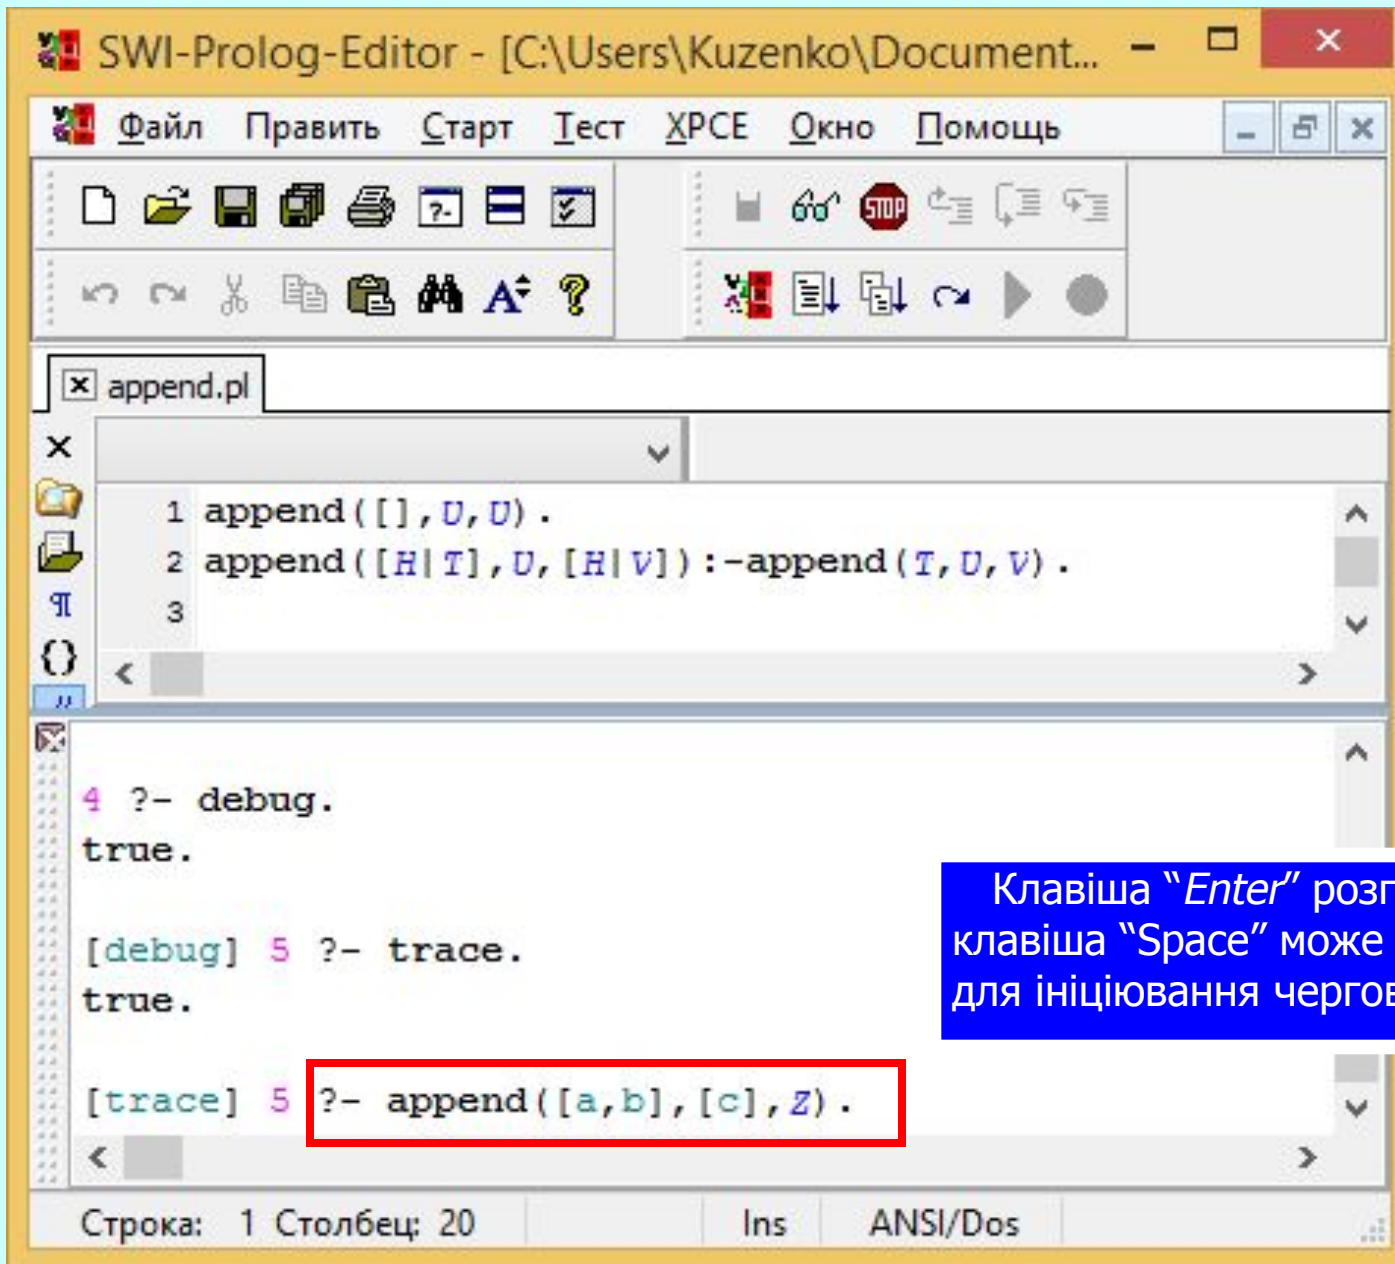 SWI-Prolog-Editor - [C:\Users\Kuzenko\Document...
Файл Править Старт Тест XPCE Окно Помощь
STOP
append.pl
1 append([],U,U).
2 append([H|T],U,[H|V]):-append(T,U,V).
3
4 ?- debug.
true.
[debug] 5 ?- trace.
true.
[trace] 5 ?- append([a,b],[c],Z).
Клавіша “Enter” розг
клавіша “Space” може
для ініціювання чергов
Строка: 1 Столбец: 20 Ins ANSI/Dos